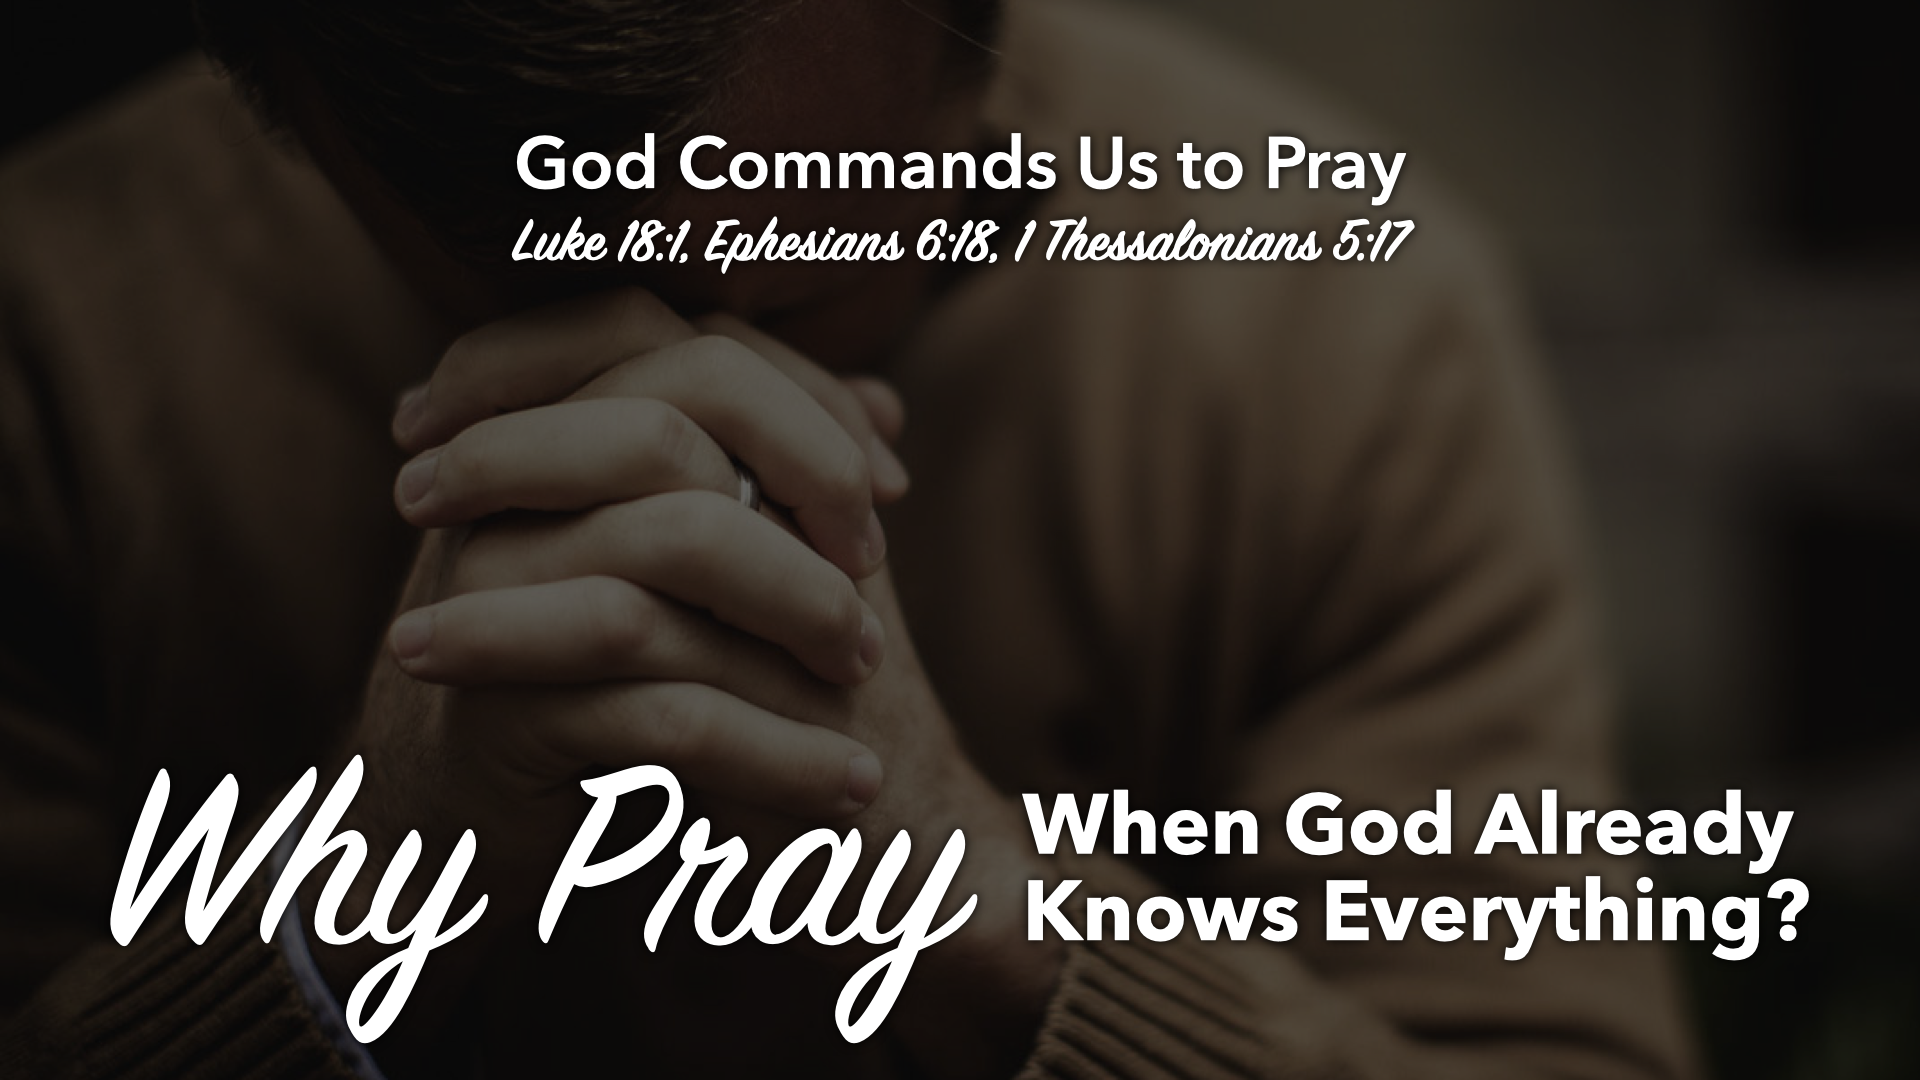 God Commands Us to Pray
Luke 18:1, Ephesians 6:18, 1 Thessalonians 5:17
Why Pray
When God Already
Knows Everything?